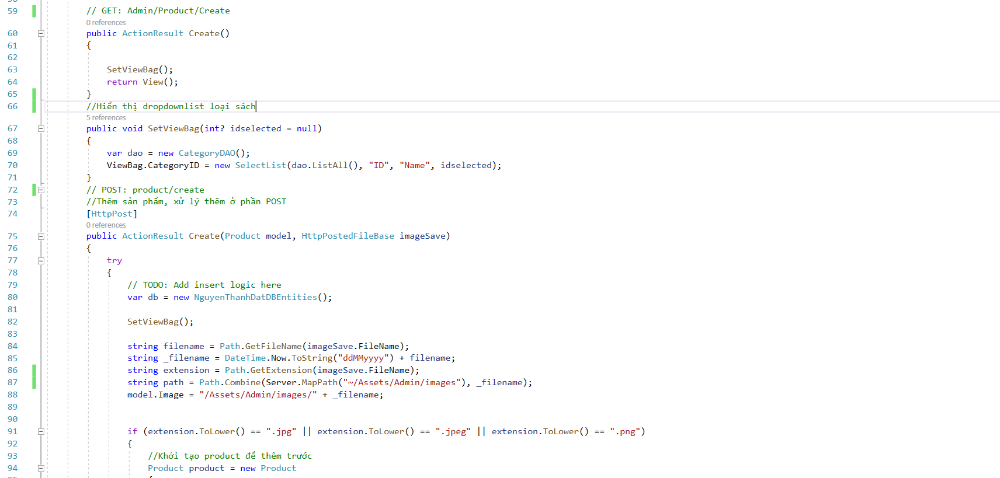 59 // GET: Admin/Product/Create
0 references
60 public ActionResult Create()
61 {
62
63 SetViewBag();
64 return View();
65 }
66 //Hiển thị dropdownlist loại sách
5 references
67 public void SetViewBag(int? idselected = null)
68 {
69 var dao = new CategoryDAO();
70 ViewBag.CategoryID = new SelectList(dao.ListAll(), "ID", "Name", idselected);
71 }
72 // POST: product/create
73 //Thêm sản phẩm, xử lý thêm ở phần POST
74 [HttpPost]
0 references
75 public ActionResult Create(Product model, HttpPostedFileBase imageSave)
76 {
77 try
78 {
79 // TODO: Add insert logic here
80 var db = new NguyenThanhDatDBEntities();
81
82 SetViewBag();
83
84 string filename = Path.GetFileName(imageSave.FileName);
85 string _filename = DateTime.Now.ToString("ddMMyyyy") + filename;
86 string extension = Path.GetExtension(imageSave.FileName);
87 string path = Path.Combine(Server.MapPath("~/Assets/Admin/images"), _filename);
88 model.Image = "/Assets/Admin/images/" + _filename;
89
90
91 if (extension.ToLower() == ".jpg" || extension.ToLower() == ".jpeg" || extension.ToLower() == ".png")
92 {
93 //Khởi tạo product để thêm trước
94 Product product = new Product